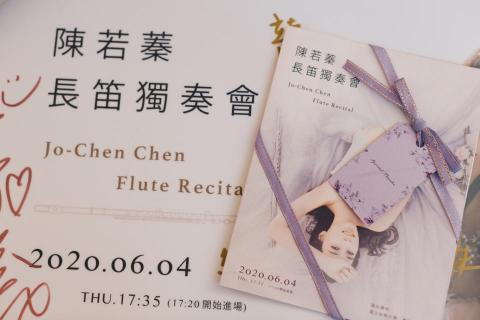 陳若蓁
長笛獨奏會
Jo-Chen Chen
Flute Recital
2020.06.04
THU.17:35 (17:20 開始進場)
陳若蓁
長笛獨奏會
Jo-Chen Chen
Flute Recital
2020.06.04